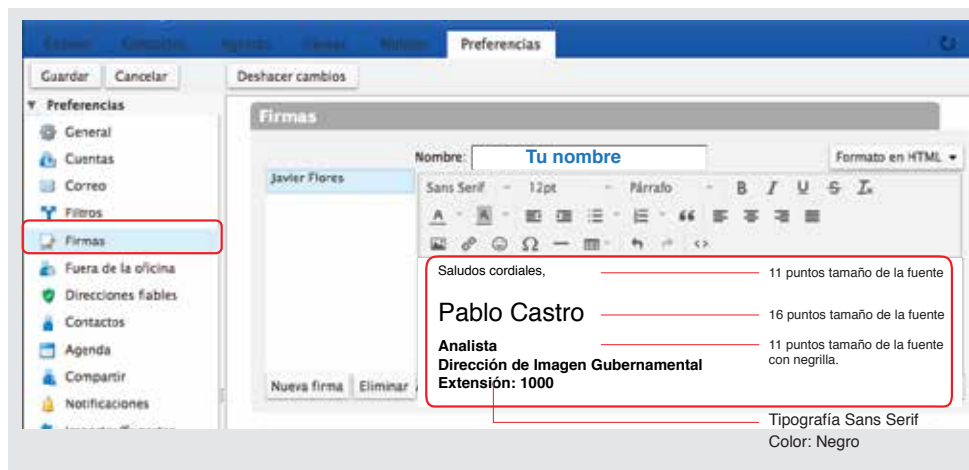 Preferencias
Guardar Cancelar Deshacer cambios
Preferencias
General
Cuentas
Correo
Filtros
Firmas
Fuera de la oficina
Direcciones fiables
Contactos
Agenda
Compartir
Notificaciones
Firmas
Nombre: Tu nombre Formato en HTML
Javier Flores
Sans Serif 12pt Párrafo B I U S
Saludos cordiales, 11 puntos tamaño de la fuente
Pablo Castro 16 puntos tamaño de la fuente
Analista 11 puntos tamaño de la fuente
con negrilla.
Dirección de Imagen Gubernamental
Extensión: 1000
Nueva firma Eliminar
Tipografía Sans Serif
Color: Negro